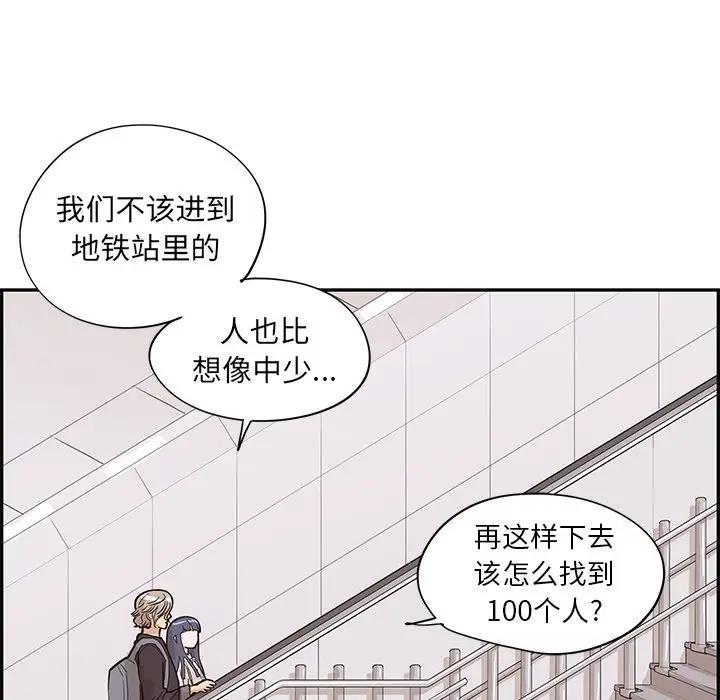 我们不该进到
地铁站里的
人也比
想像中少...
再这样下去
该怎么找到
100个人?